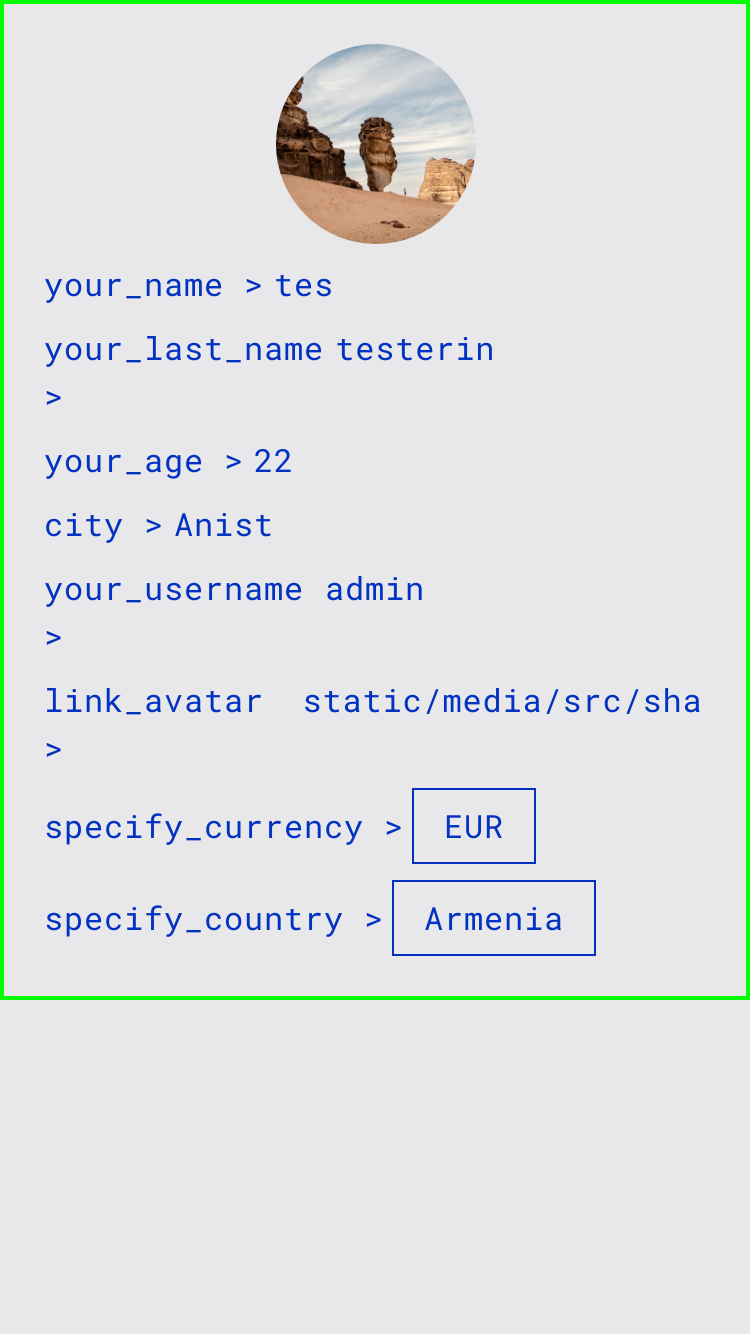 your_name > tes
your_last_name testerin
>
your_age > 22
city > Anist
your_username admin
>
link_avatar static/media/src/sha
>
specify_currency > EUR
specify_country > Armenia